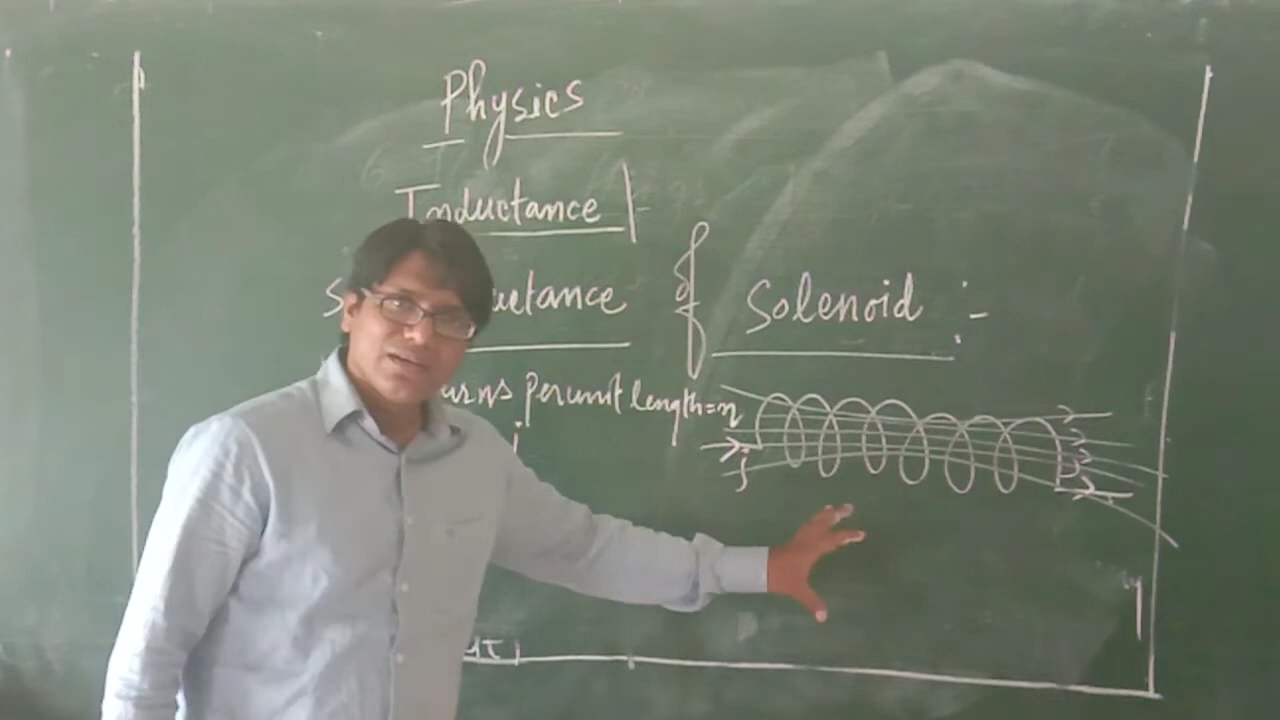 Physics
Inductance
S uctance of Solenoid :-
urns per unit length = n
i
i